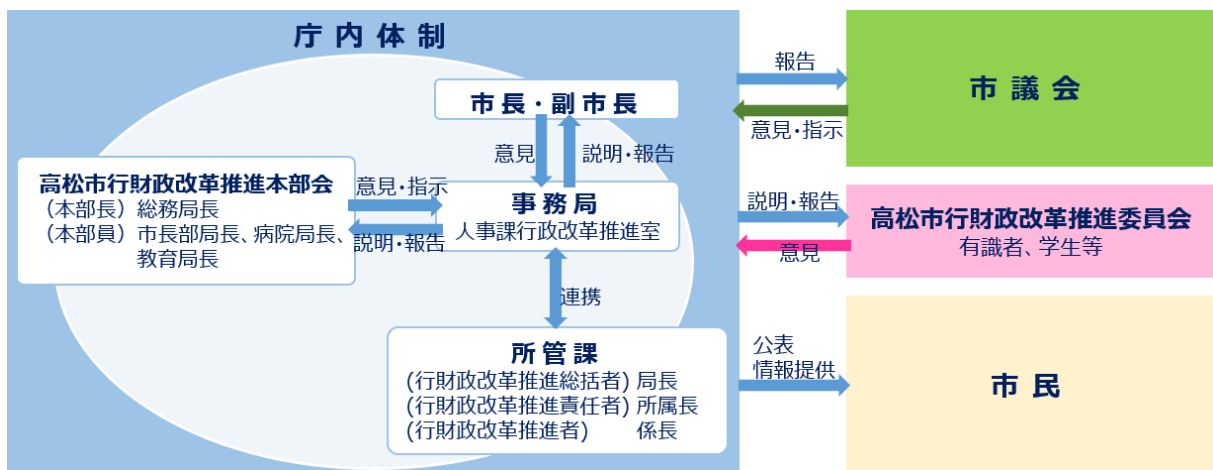 庁内体制
市長・副市長
意見
説明・報告
高松市行財政改革推進本部会
（本部長）総務局長
（本部員）市長部局長、病院局長、
教育局長
意見・指示
説明・報告
事務局
人事課行政改革推進室
連携
所管課
(行財政改革推進総括者) 局長
(行財政改革推進責任者) 所属長
(行財政改革推進者) 係長
報告
意見・指示
市議会
説明・報告
意見
高松市行財政改革推進委員会
有識者、学生等
公表
情報提供
市民